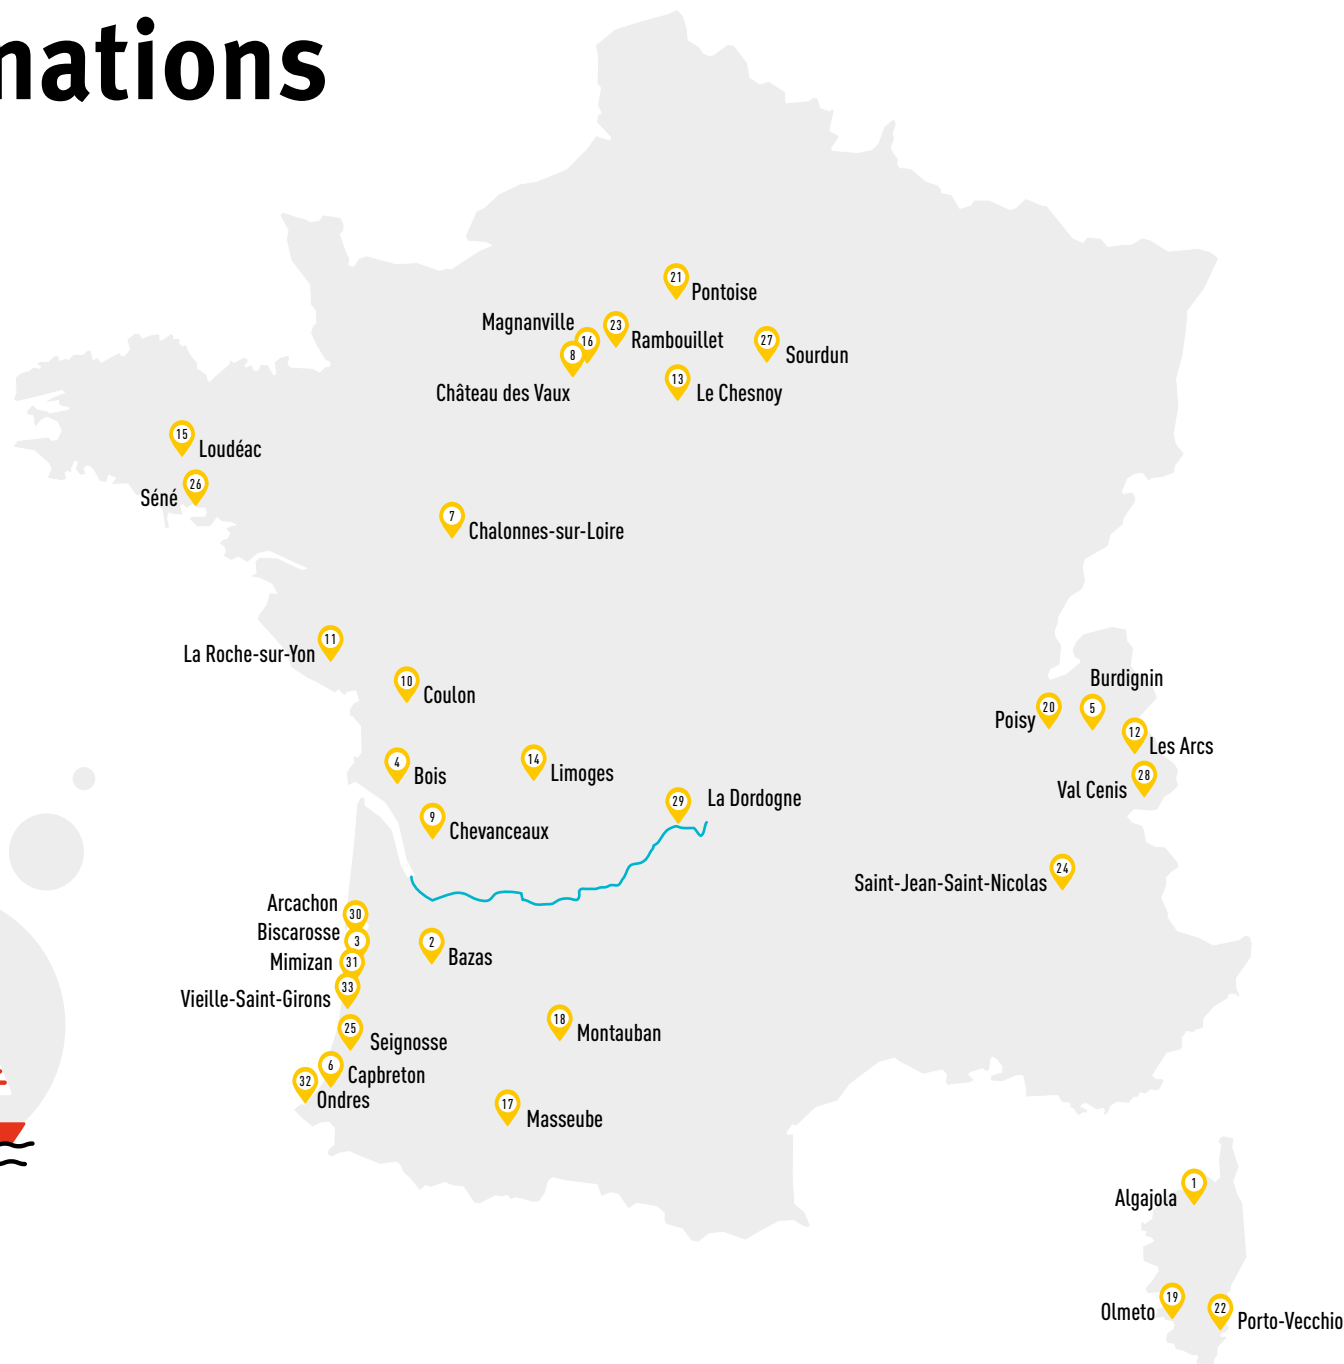 nations
21
Pontoise
Magnanville
23
16
Rambouillet
27
8
Sourdun
Château des Vaux
13
Le Chesnoy
15
Loudéac
Séné
26
7
Chalonnes-sur-Loire
11
La Roche-sur-Yon
10
Coulon
Burdignin
20
Poisy
5
12
Les Arcs
4
Bois
14
Limoges
28
Val Cenis
29
La Dordogne
9
Chevanceaux
24
Saint-Jean-Saint-Nicolas
Arcachon
30
Biscarosse
3
2
Bazas
Mimizan
31
33
Vieille-Saint-Girons
18
Montauban
25
Seignosse
6
Capbreton
32
Ondres
17
Masseube
1
Algajola
19
Olmeto
22
Porto-Vecchio